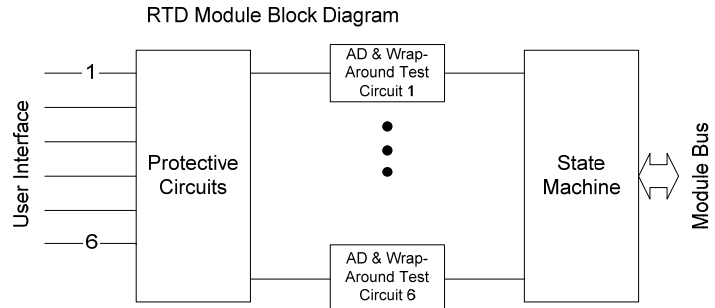 RTD Module Block Diagram
User Interface
1
6
Protective
Circuits
AD & Wrap-
Around Test
Circuit 1
AD & Wrap-
Around Test
Circuit 6
State
Machine
Module Bus